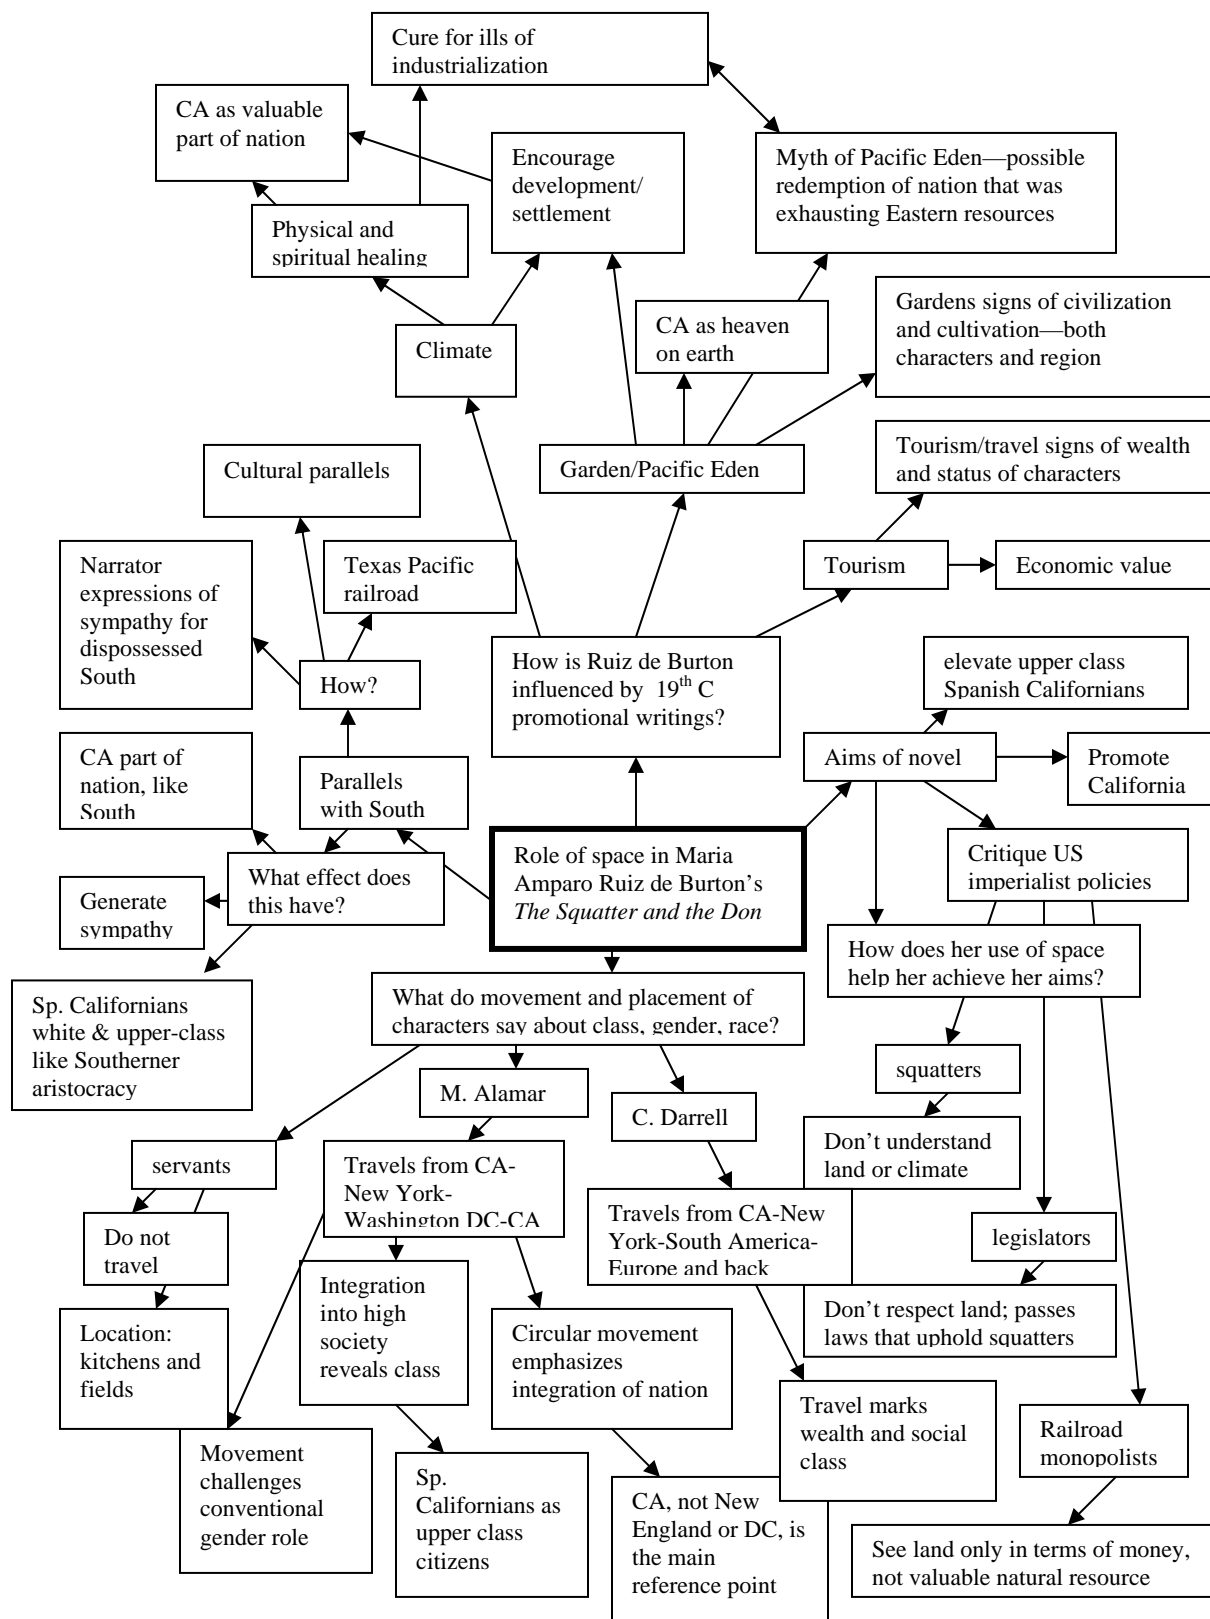 Cure for ills of
industrialization
CA as valuable
part of nation
Encourage
development/
settlement
Myth of Pacific Eden—possible
redemption of nation that was
exhausting Eastern resources
Physical and
spiritual healing
Gardens signs of civilization
and cultivation—both
characters and region
CA as heaven
on earth
Climate
Tourism/travel signs of wealth
and status of characters
Cultural parallels
Garden/Pacific Eden
Narrator
expressions of
sympathy for
dispossessed
South
Texas Pacific
railroad
Tourism
Economic value
How is Ruiz de Burton
influenced by 19th C
promotional writings?
elevate upper class
Spanish Californians
How?
CA part of
nation, like
South
Parallels
with South
Aims of novel
Promote
California
Role of space in Maria
Amparo Ruiz de Burton’s
The Squatter and the Don
Critique US
imperialist policies
What effect does
this have?
Generate
sympathy
How does her use of space
help her achieve her aims?
Sp. Californians
white & upper-class
like Southerner
aristocracy
What do movement and placement of
characters say about class, gender, race?
squatters
M. Alamar
C. Darrell
Don’t understand
land or climate
servants
Travels from CA-
New York-
Washington DC-CA
Travels from CA-New
York-South America-
Europe and back
Do not
travel
legislators
Integration
into high
society
reveals class
Don’t respect land; passes
laws that uphold squatters
Location:
kitchens and
fields
Circular movement
emphasizes
integration of nation
Travel marks
wealth and social
class
Railroad
monopolists
Movement
challenges
conventional
gender role
Sp.
Californians as
upper class
citizens
CA, not New
England or DC, is
the main
reference point
See land only in terms of money,
not valuable natural resource